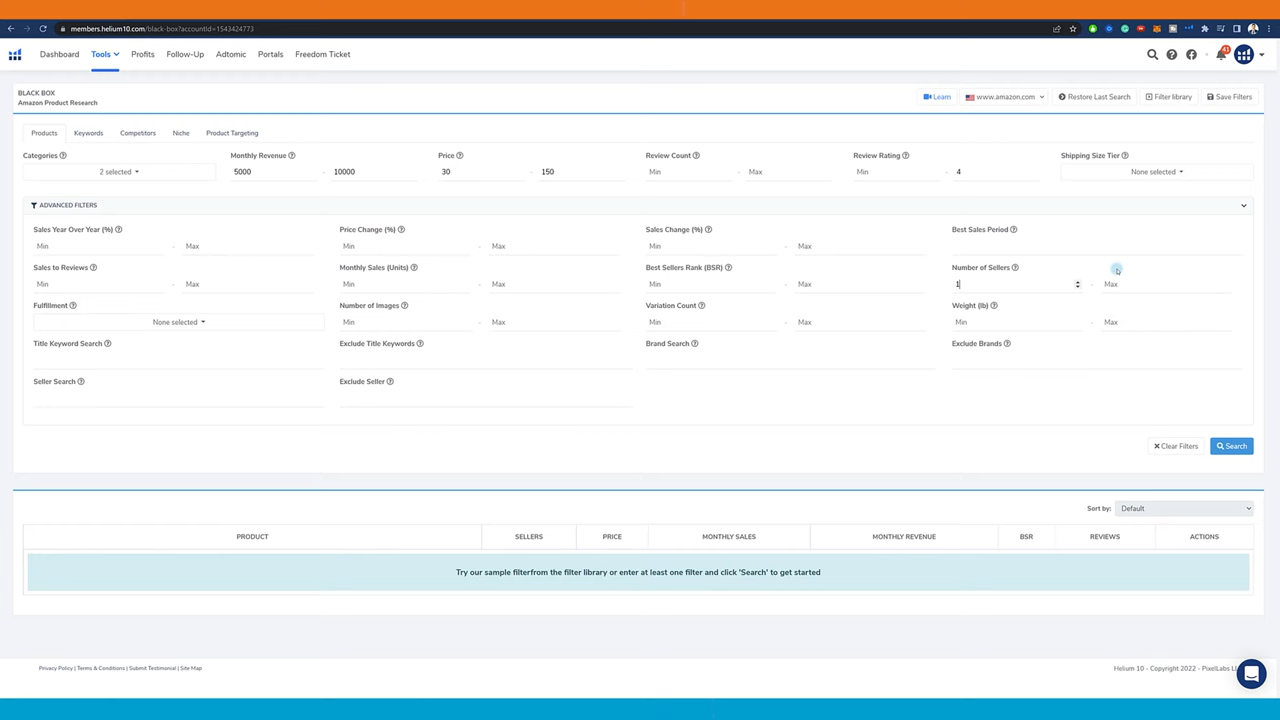 members.helium10.com/black-box?accountId=1543424773
Dashboard Tools Profits Follow-Up Adtomic Portals Freedom Ticket
41
BLACK BOX
Amazon Product Research
Learn www.amazon.com Restore Last Search Filter library Save Filters
Products Keywords Competitors Niche Product Targeting
Categories Monthly Revenue Price Review Count Review Rating Shipping Size Tier
2 selected 5000 - 10000 30 - 150 Min - Max Min - 4 None selected
ADVANCED FILTERS
Sales Year Over Year (%) Price Change (%) Sales Change (%) Best Sales Period
Min - Max Min - Max Min - Max
Sales to Reviews Monthly Sales (Units) Best Sellers Rank (BSR) Number of Sellers
Min - Max Min - Max Min - Max 1 - Max
Fulfillment Number of Images Variation Count Weight (lb)
None selected Min - Max Min - Max Min - Max
Title Keyword Search Exclude Title Keywords Brand Search Exclude Brands
Seller Search Exclude Seller
Clear Filters Search
Sort by: Default
PRODUCT SELLERS PRICE MONTHLY SALES MONTHLY REVENUE BSR REVIEWS ACTIONS
Try our sample filterfrom the filter library or enter at least one filter and click 'Search' to get started
Privacy Policy | Terms & Conditions | Submit Testimonial | Site Map
Helium 10 - Copyright 2022 - PixelLabs